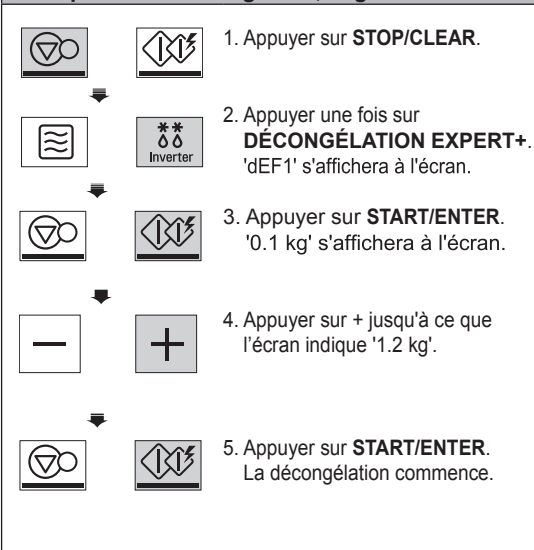 1. Appuyer sur STOP/CLEAR.
2. Appuyer une fois sur
DÉCONGÉLATION EXPERT+.
'dEF1' s'affichera à l'écran.
Inverter
3. Appuyer sur START/ENTER.
'0.1 kg' s'affichera à l'écran.
4. Appuyer sur + jusqu'à ce que
l'écran indique '1.2 kg'.
5. Appuyer sur START/ENTER.
La décongélation commence.